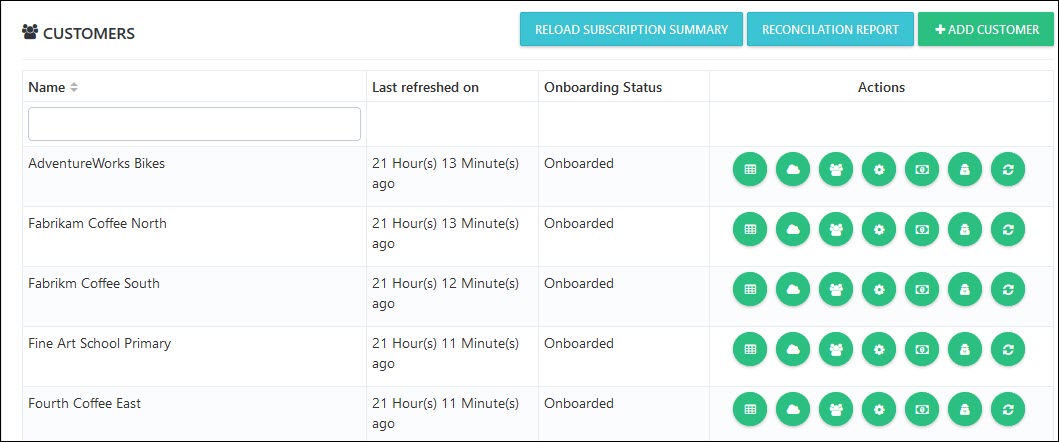 CUSTOMERS
RELOAD SUBSCRIPTION SUMMARY
RECONCILATION REPORT
+ ADD CUSTOMER
Name
Last refreshed on
Onboarding Status
Actions
AdventureWorks Bikes
21 Hour(s) 13 Minute(s)
ago
Onboarded
Fabrikam Coffee North
21 Hour(s) 13 Minute(s)
ago
Onboarded
Fabrikm Coffee South
21 Hour(s) 12 Minute(s)
ago
Onboarded
Fine Art School Primary
21 Hour(s) 11 Minute(s)
ago
Onboarded
Fourth Coffee East
21 Hour(s) 11 Minute(s)
ago
Onboarded